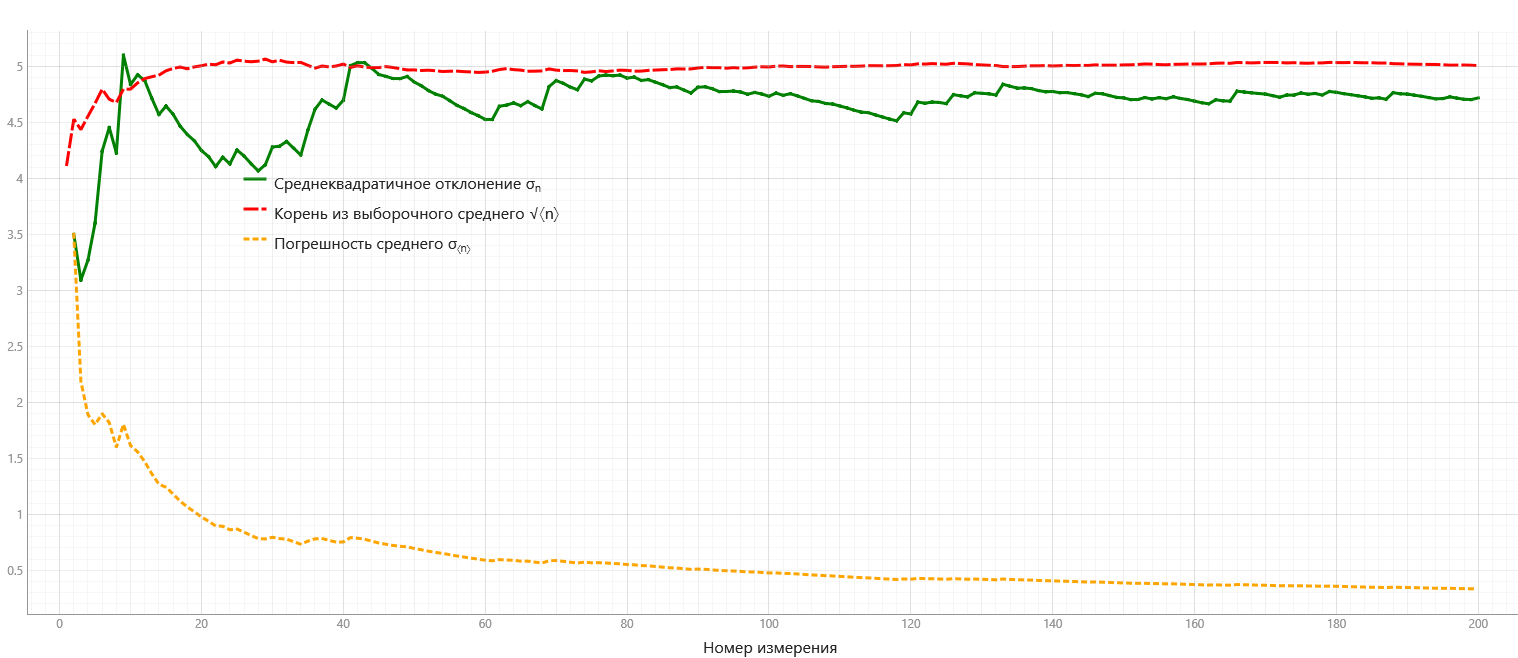 5
4.5
4
3.5
3
2.5
2
1.5
1
0.5
Среднеквадратичное отклонение σn
Корень из выборочного среднего √⟨n⟩
Погрешность среднего σ⟨n⟩
0 20 40 60 80 100 120 140 160 180 200
Номер измерения